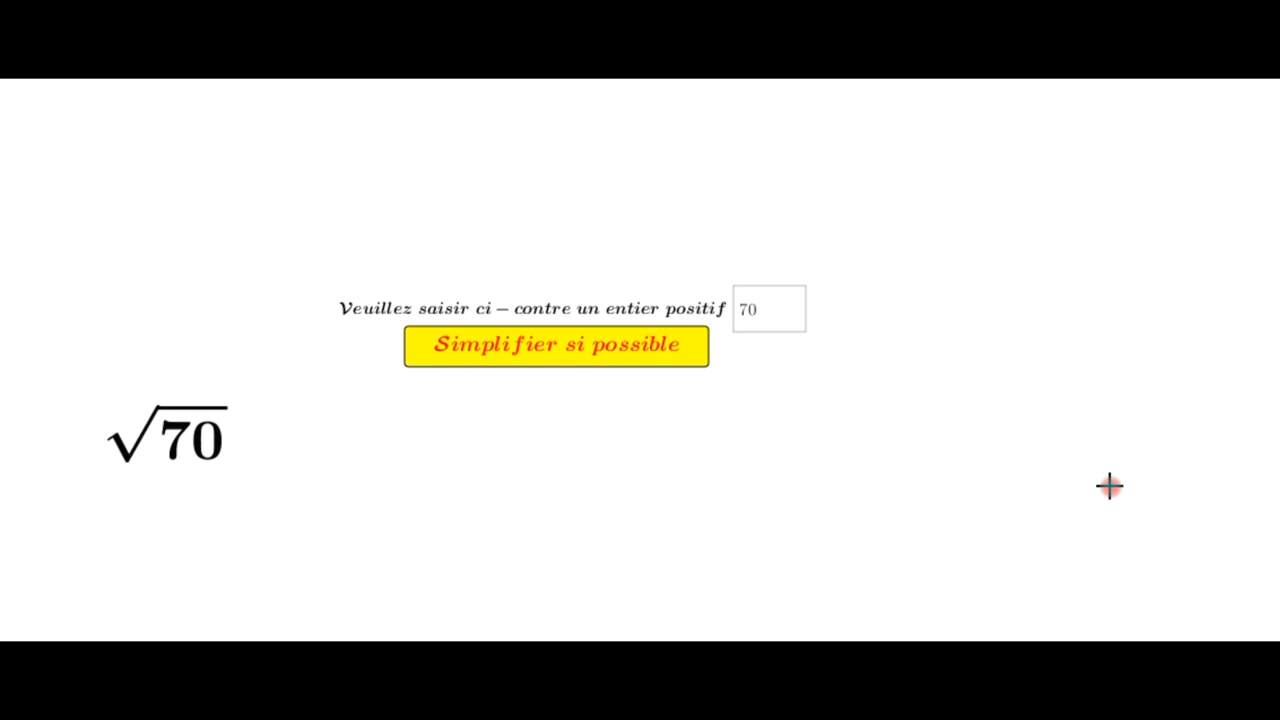 Veuillez saisir ci – contre un entier positif 70
Simplifier si possible
√70